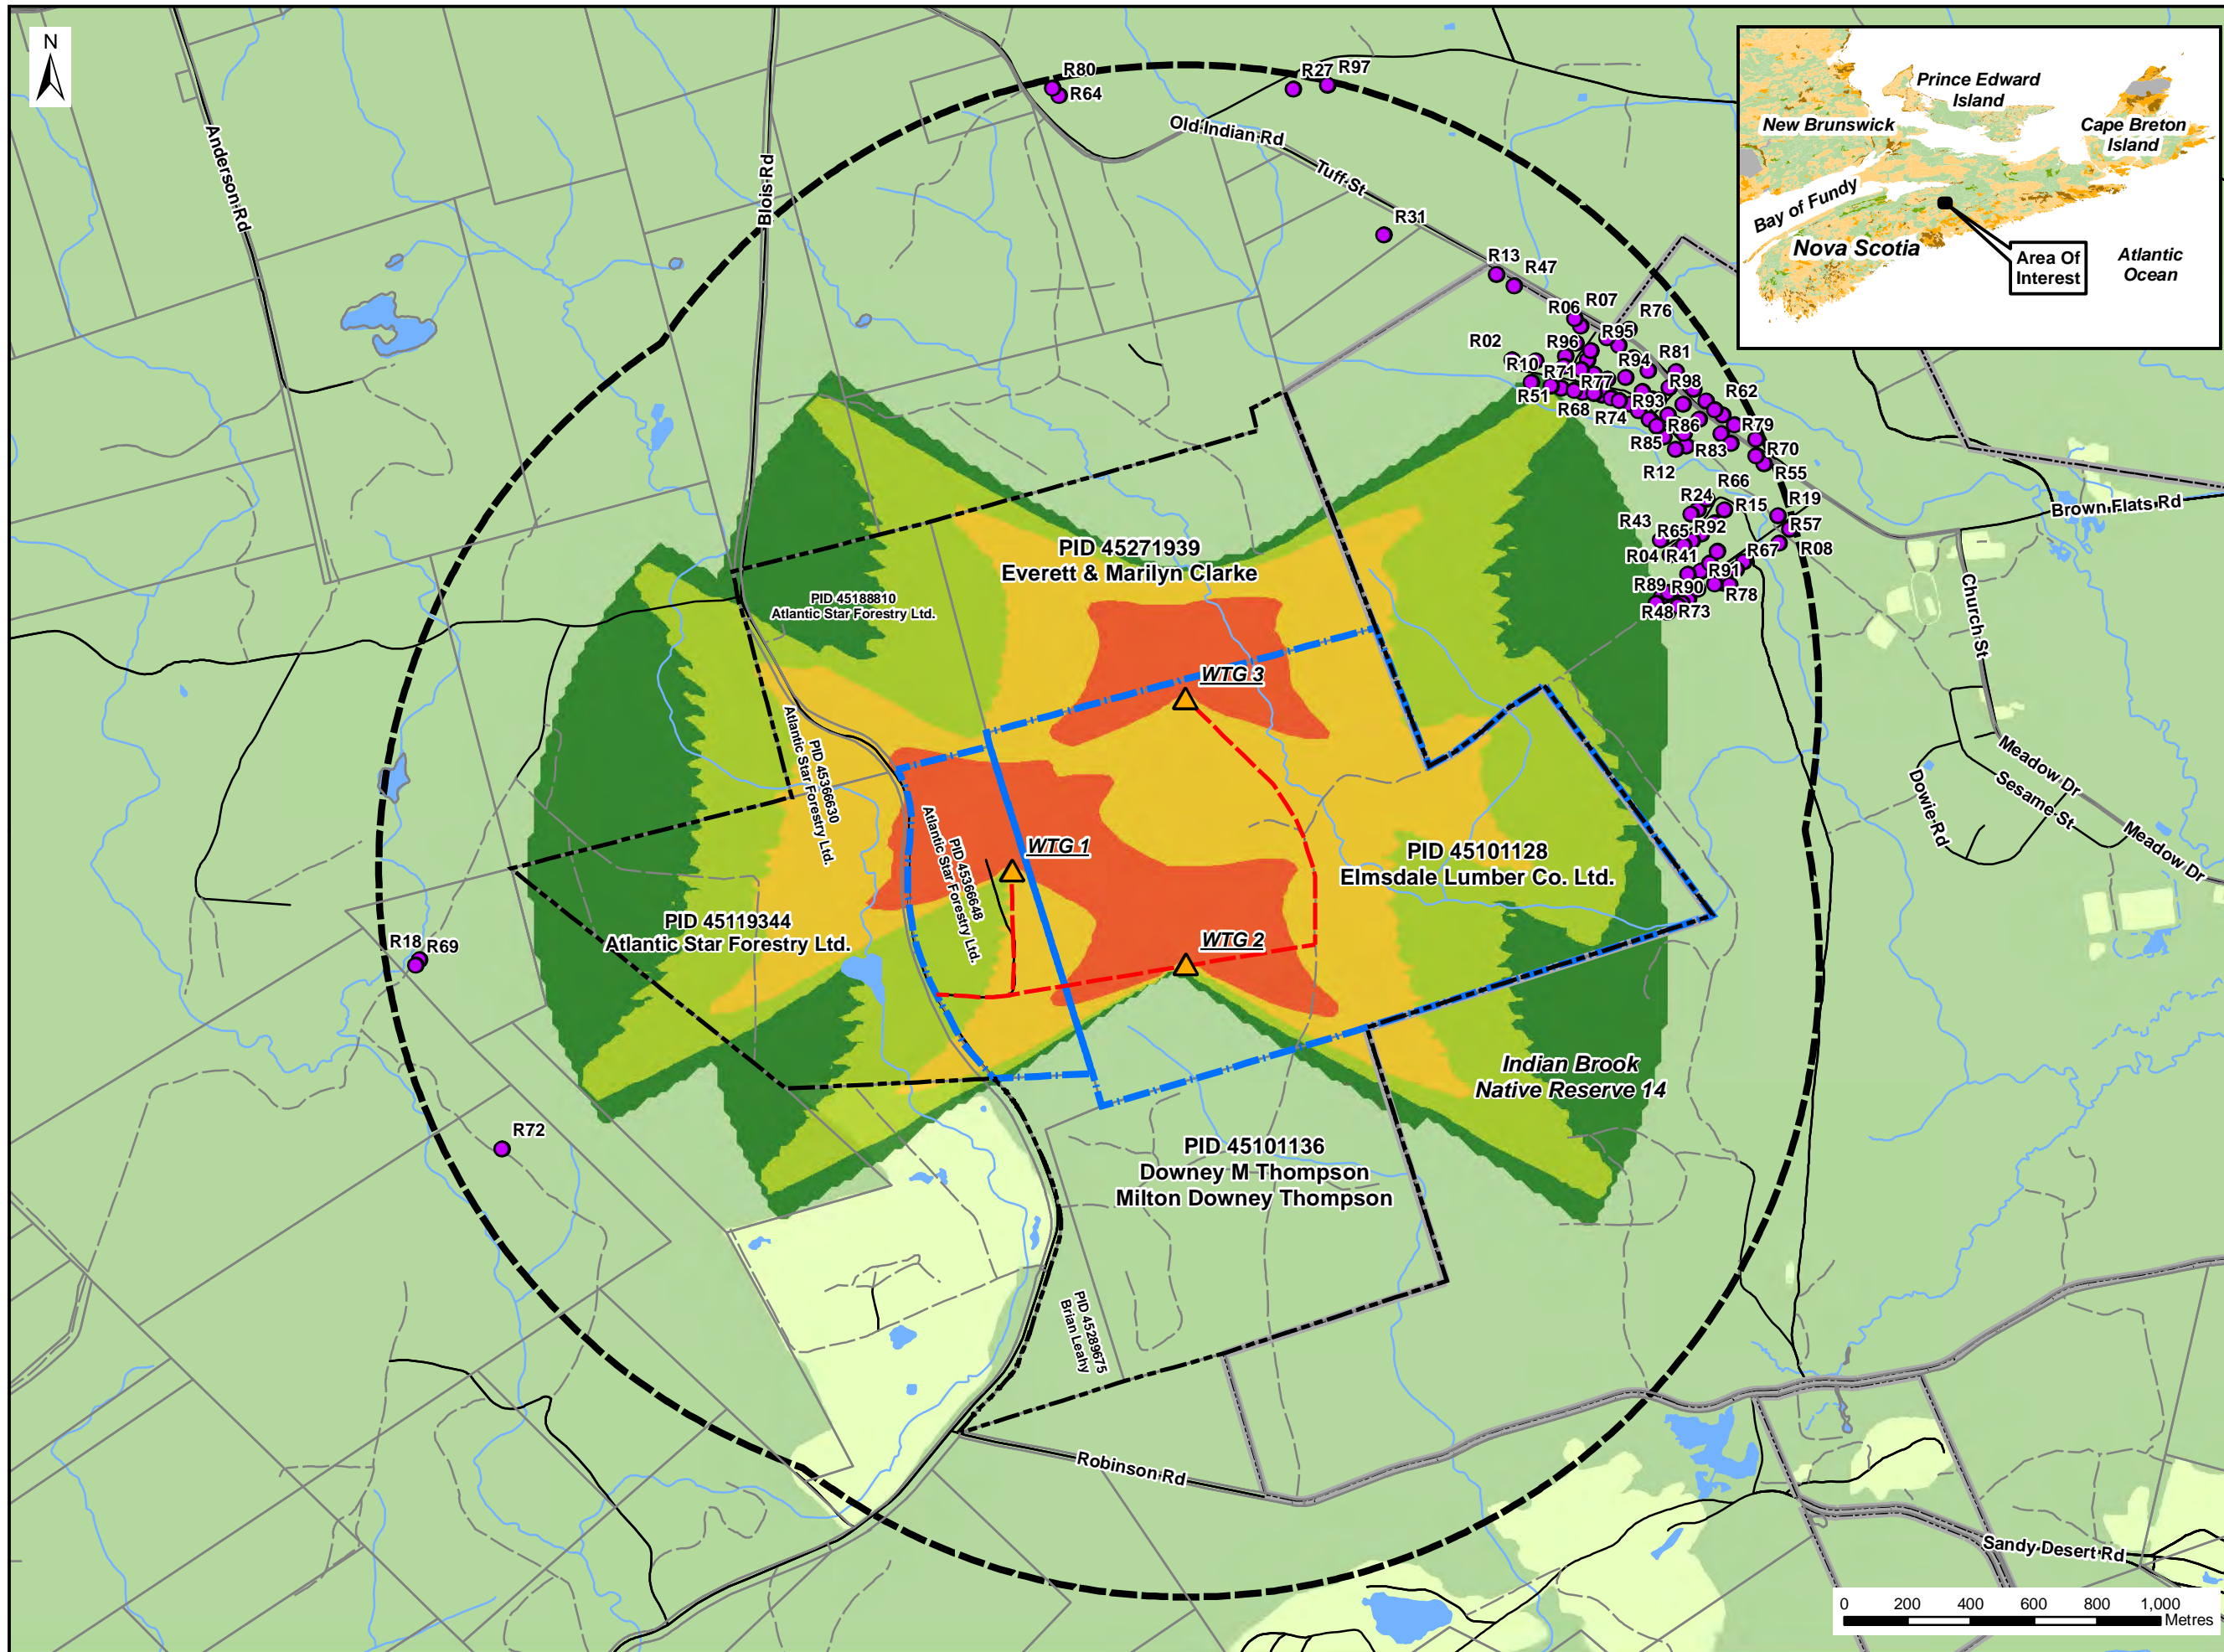 N
R80
R64
R27
R97
Old Indian Rd
Tuff St
R31
R13
R47
Anderson Rd
Blois Rd
Prince Edward
Island
New Brunswick
Cape Breton
Island
Bay of Fundy
Nova Scotia
Area Of
Interest
Atlantic
Ocean
R06
R07
R76
R02
R96
R95
R10
R71
R94
R81
R51
R77
R98
R62
R68
R93
R74
R86
R79
R85
R83
R70
R12
R55
R66
R24
R15
R19
R43
R65
R92
R57
R04
R41
R67
R08
R91
R89
R90
R78
R48
R73
Brown Flats Rd
Church St
Meadow Dr
Sesame St
Dowie Rd
Meadow Dr
PID 45271939
Everett & Marilyn Clarke
PID 45188810
Atlantic Star Forestry Ltd.
WTG 3
PID 45366630
Atlantic Star Forestry Ltd.
PID 45366648
Atlantic Star Forestry Ltd.
WTG 1
PID 45101128
Elmsdale Lumber Co. Ltd.
PID 45119344
Atlantic Star Forestry Ltd.
WTG 2
R18
R69
R72
Indian Brook
Native Reserve 14
PID 45101136
Downey M Thompson
Milton Downey Thompson
PID 45289675
Brian Leahy
Robinson Rd
Sandy Desert Rd
0 200 400 600 800 1,000
Metres